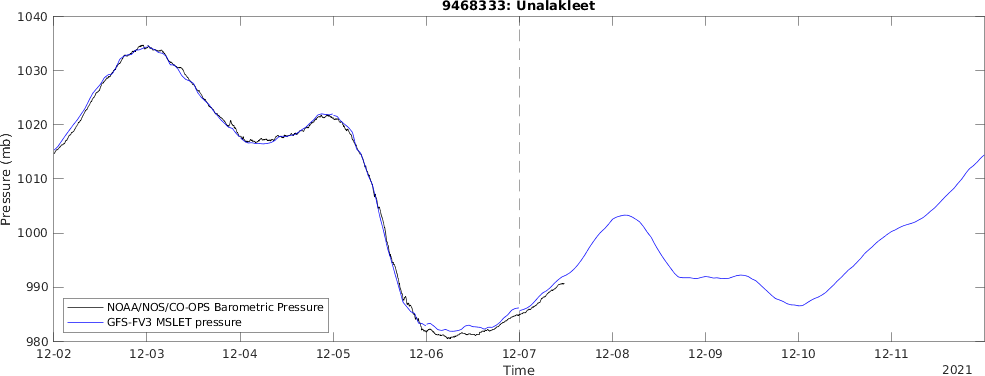 9468333: Unalakleet
1040
1030
1020
1010
1000
990
980
Pressure (mb)
NOAA/NOS/CO-OPS Barometric Pressure
GFS-FV3 MSLET pressure
12-02 12-03 12-04 12-05 12-06 12-07 12-08 12-09 12-10 12-11
Time
2021